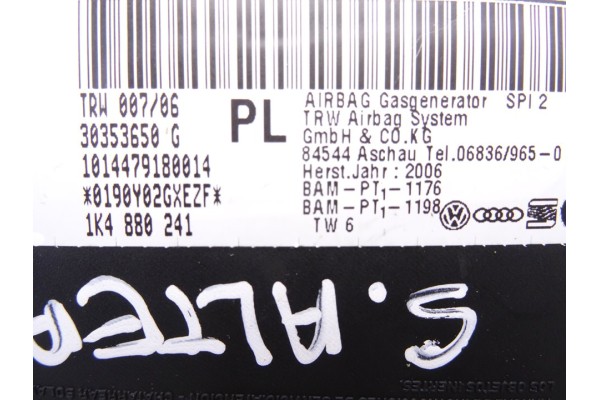 TRW 007/06
30353650 G
1014479180014
*0190Y02GXEZF*
1K4 880 241
PL
AIRBAG Gasgenerator SPI 2
TRW Airbag System
GmbH & CO.KG
84544 Aschau Tel.06836/965-0
Herst.Jahr: 2006
BAM-PT1-1176
BAM-PT1-1198
TW 6
S. ALTEA